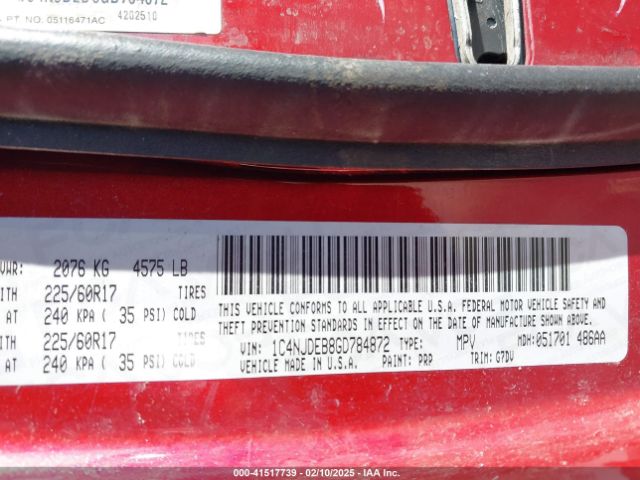 PT NO. 05116471AC 4202510
VWR: 2076 KG 4575 LB
ITH 225/60R17 TIRES
AT 240 KPA ( 35 PSI) COLD
ITH 225/60R17 TIRES
AT 240 KPA ( 35 PSI) COLD
THIS VEHICLE CONFORMS TO ALL APPLICABLE U.S.A. FEDERAL MOTOR VEHICLE SAFETY AND
THEFT PREVENTION STANDARDS IN EFFECT ON THE DATE OF MANUFACTURE SHOWN ABOVE.
VIN: 1C4NJDEB8GD784872 TYPE: MPV MDH:051701 486AA
VEHICLE MADE IN U.S.A. PAINT: PRP TRIM: G7DV
000-41517739 - 02/10/2025 - IAA Inc.